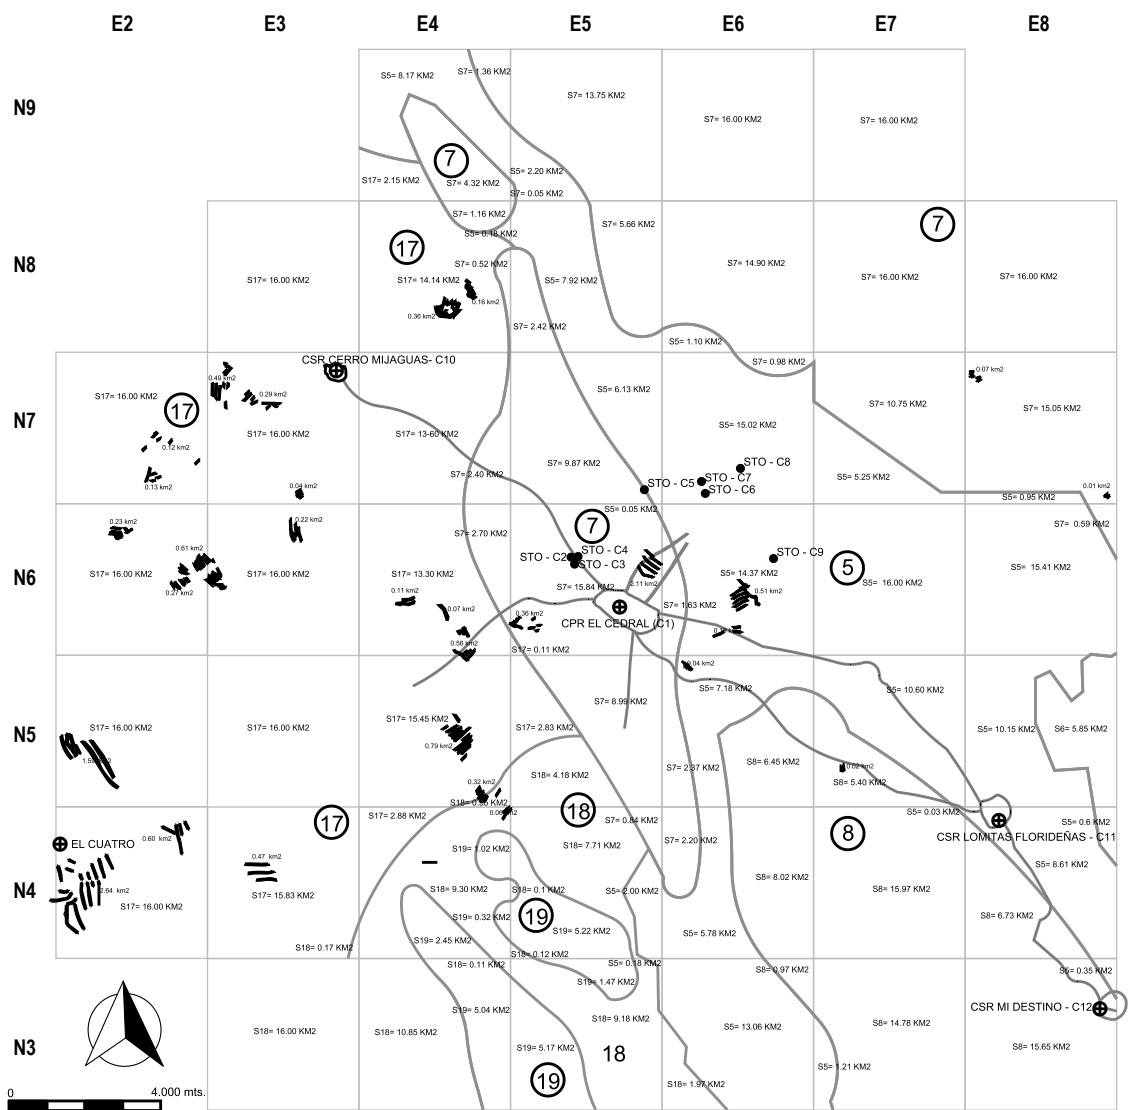 E2 E3 E4 E5 E6 E7 E8
N9
S5= 8.17 KM2
S7= 1.36 KM2
S7= 13.75 KM2
S7= 16.00 KM2
S7= 16.00 KM2
7
S17= 2.15 KM2
S7= 4.32 KM2
S5= 2.20 KM2
S7= 0.05 KM2
N8
S7= 1.16 KM2
S5= 0.18 KM2
17
S7= 5.66 KM2
7
S17= 16.00 KM2
S17= 14.14 KM2
S7= 0.52 KM2
S5= 7.92 KM2
S7= 14.90 KM2
S7= 16.00 KM2
S7= 16.00 KM2
0.16 km2
0.36 km2
S7= 2.42 KM2
S5= 1.10 KM2
N7
CSR CERRO MIJAGUAS- C10
S7= 0.98 KM2
0.07 km2
0.49 km2
0.29 km2
S17= 16.00 KM2
17
S5= 6.13 KM2
S7= 10.75 KM2
S7= 15.05 KM2
S17= 16.00 KM2
S17= 13-60 KM2
S5= 15.02 KM2
0.12 km2
0.13 km2
S7= 2.40 KM2
S7= 9.87 KM2
STO - C8
STO - C7
STO - C5
STO - C6
S5= 5.25 KM2
0.04 km2
0.01 km2
S5= 0.95 KM2
N6
S5= 0.05 KM2
0.23 km2
0.22 km2
7
S7= 0.59 KM2
S7= 2.70 KM2
0.61 km2
STO - C2
STO - C4
STO - C3
STO - C9
5
S17= 16.00 KM2
S17= 16.00 KM2
S17= 13.30 KM2
S7= 15.84 KM2
2.11 km2
S5= 14.37 KM2
S5= 16.00 KM2
S5= 15.41 KM2
0.27 km2
0.11 km2
0.51 km2
0.07 km2
0.36 km2
S7= 1.63 KM2
CPR EL CEDRAL (C1)
0.56 km2
S17= 0.11 KM2
N5
0.04 km2
S5= 7.18 KM2
S5= 10.60 KM2
S7= 8.99 KM2
S17= 16.00 KM2
S17= 16.00 KM2
S17= 15.45 KM2
S17= 2.83 KM2
S5= 10.15 KM2
S6= 5.85 KM2
0.79 km2
S7= 2.37 KM2
S8= 6.45 KM2
0.02 km2
S18= 4.18 KM2
S8= 5.40 KM2
0.32 km2
N4
17
S17= 2.88 KM2
18
S7= 0.84 KM2
8
S5= 0.03 KM2
S5= 0.6 KM2
EL CUATRO
0.60 km2
CSR LOMITAS FLORIDEÑAS - C11
S7= 2.20 KM2
S19= 1.02 KM2
S18= 7.71 KM2
0.47 km2
S5= 8.61 KM2
2.64 km2
S17= 15.83 KM2
S17= 16.00 KM2
S18= 9.30 KM2
S18= 0.1 KM2
S5= 2.00 KM2
S8= 8.02 KM2
S8= 15.97 KM2
S19= 0.32 KM2
19
S8= 6.73 KM2
S19= 5.22 KM2
S5= 5.78 KM2
S18= 0.17 KM2
S19= 2.45 KM2
S18= 0.12 KM2
N3
S18= 0.11 KM2
S5= 0.18 KM2
S8= 0.97 KM2
S5= 0.35 KM2
S19= 1.47 KM2
CSR MI DESTINO - C12
S18= 16.00 KM2
S18= 10.85 KM2
S19= 5.04 KM2
S18= 9.18 KM2
S5= 13.06 KM2
S8= 14.78 KM2
S8= 15.65 KM2
S19= 5.17 KM2
18
S5= 1.21 KM2
19
S18= 1.97 KM2
0 4.000 mts.